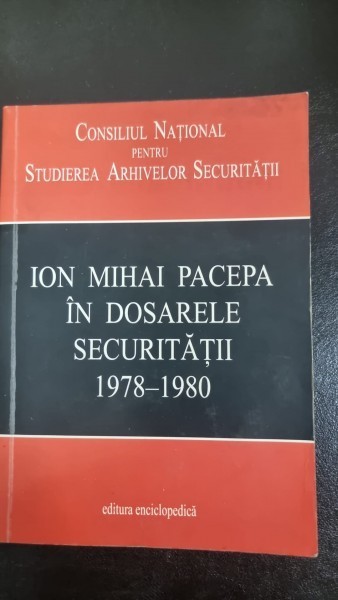 CONSILIUL NAȚIONAL
PENTRU
STUDIEREA ARHIVELOR SECURITĂȚII
ION MIHAI PACEPA
ÎN DOSARELE
SECURITĂȚII
1978–1980
editura enciclopedică